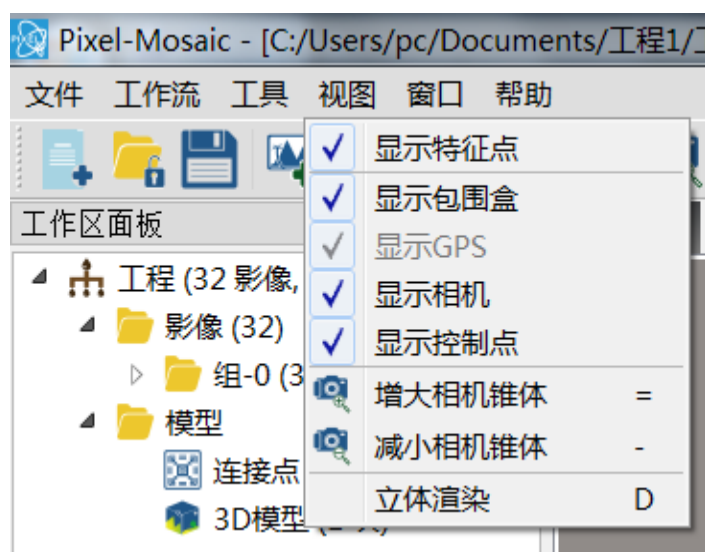 Pixel-Mosaic - [C:/Users/pc/Documents/工程1/
文件 工作流 工具 视图 窗口 帮助
显示特征点
显示包围盒
显示GPS
显示相机
显示控制点
增大相机锥体 =
减小相机锥体 -
立体渲染 D
工作区面板
工程 (32 影像,
影像 (32)
组-0 (3
模型
连接点
3D模型